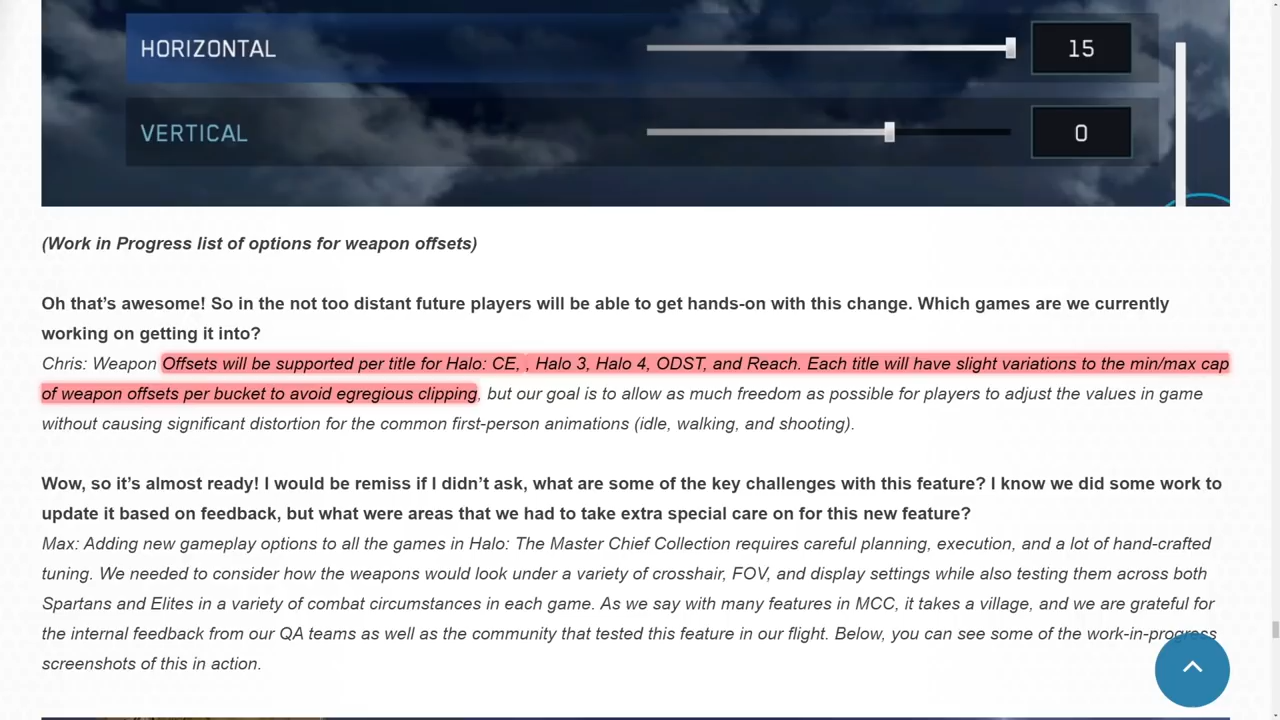 HORIZONTAL 15
VERTICAL 0
(Work in Progress list of options for weapon offsets)
Oh that’s awesome! So in the not too distant future players will be able to get hands-on with this change. Which games are we currently
working on getting it into?
Chris: Weapon Offsets will be supported per title for Halo: CE, , Halo 3, Halo 4, ODST, and Reach. Each title will have slight variations to the min/max cap
of weapon offsets per bucket to avoid egregious clipping, but our goal is to allow as much freedom as possible for players to adjust the values in game
without causing significant distortion for the common first-person animations (idle, walking, and shooting).
Wow, so it’s almost ready! I would be remiss if I didn’t ask, what are some of the key challenges with this feature? I know we did some work to
update it based on feedback, but what were areas that we had to take extra special care on for this new feature?
Max: Adding new gameplay options to all the games in Halo: The Master Chief Collection requires careful planning, execution, and a lot of hand-crafted
tuning. We needed to consider how the weapons would look under a variety of crosshair, FOV, and display settings while also testing them across both
Spartans and Elites in a variety of combat circumstances in each game. As we say with many features in MCC, it takes a village, and we are grateful for
the internal feedback from our QA teams as well as the community that tested this feature in our flight. Below, you can see some of the work-in-progress
screenshots of this in action.